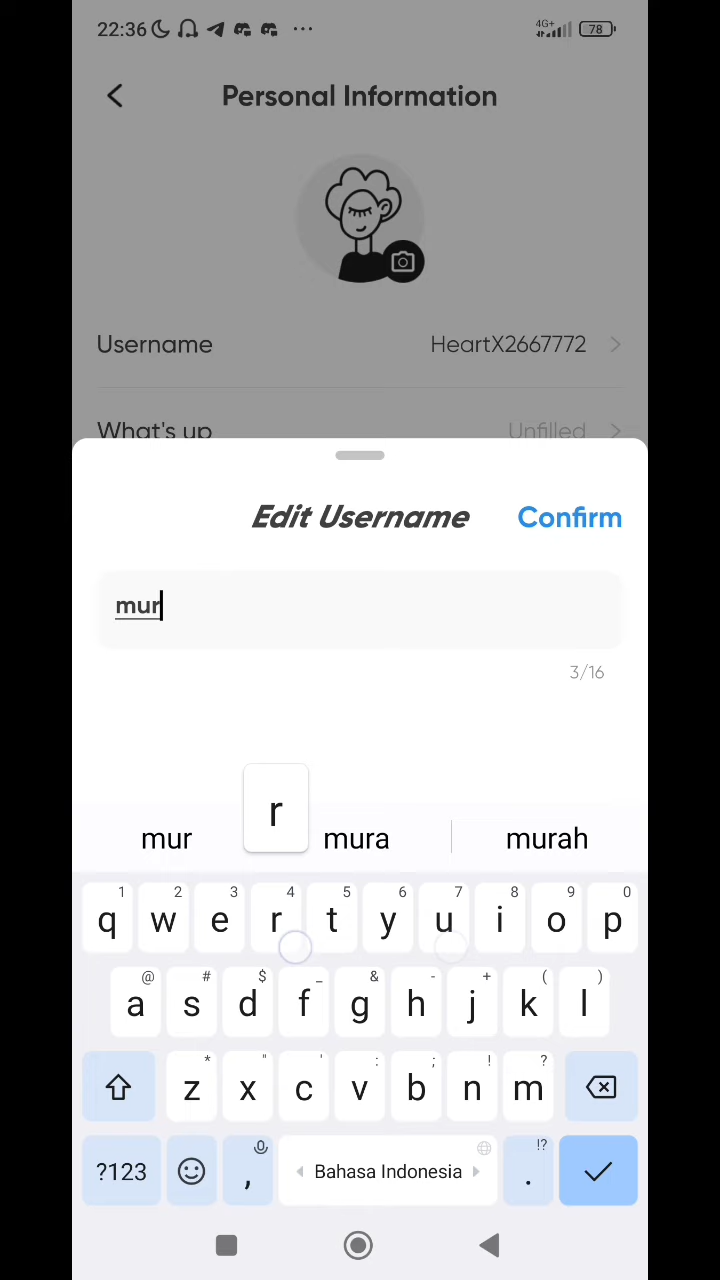 22:36 ... 4G+ 78
Personal Information
Username HeartX2667772
What's up Unfilled
Edit Username Confirm
mur
3/16
r
mur mura murah
1 2 3 4 5 6 7 8 9 0
q w e r t y u i o p
@ # $ _ & - + ( )
a s d f g h j k l
* " ' : ; ! ?
z x c v b n m
!?
?123 , Bahasa Indonesia .